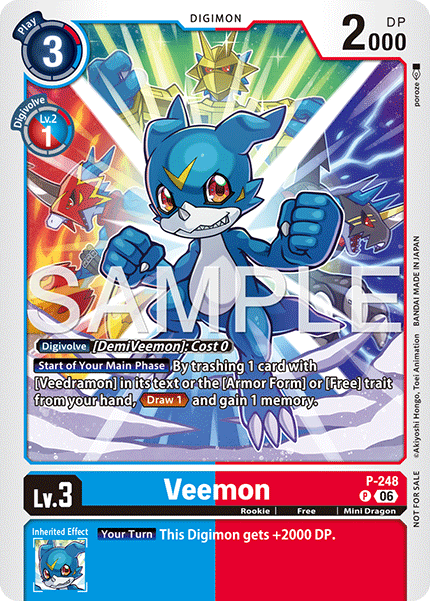 DIGIMON
Play
3
2000
DP
Digivolve
Lv.2
1
poroze
SAMPLE
Digivolve [DemiVeemon]: Cost 0
Start of Your Main Phase By trashing 1 card with
[Veedramon] in its text or the [Armor Form] or [Free] trait
from your hand, Draw 1 and gain 1 memory.
©Akiyoshi Hongo, Toei Animation BANDAI MADE IN JAPAN
NOT FOR SALE
Lv.3
Veemon
P-248
P 06
Rookie Free Mini Dragon
Inherited Effect
Your Turn This Digimon gets +2000 DP.